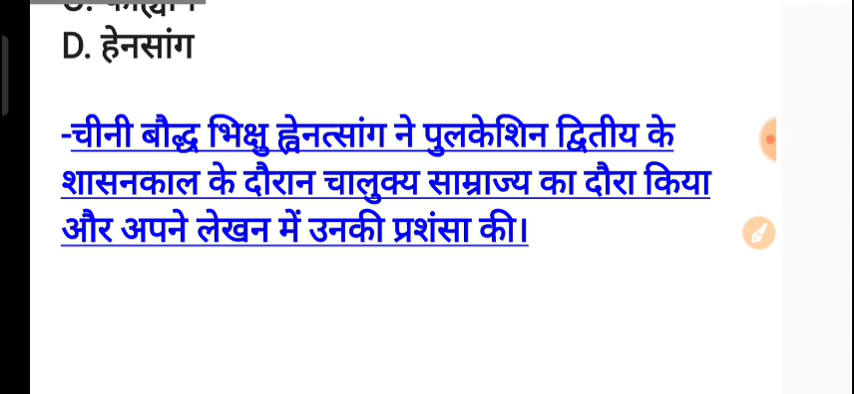 D. हेनसांग
-चीनी बौद्ध भिक्षु ह्वेनत्सांग ने पुलकेशिन द्वितीय के
शासनकाल के दौरान चालुक्य साम्राज्य का दौरा किया
और अपने लेखन में उनकी प्रशंसा की।